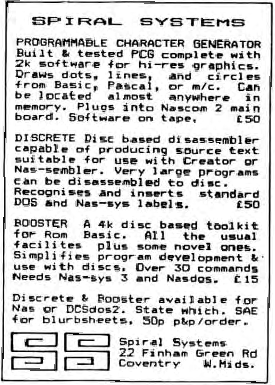 SPIRAL SYSTEMS
PROGRAMMABLE CHARACTER GENERATOR
Built & tested PCG complete with
2k software for hi-res graphics.
Draws dots, lines, and circles
from Basic, Pascal, or m/c. Can
be located almost anywhere in
memory. Plugs into Nascom 2 main
board. Software on tape. £50
DISCRETE Disc based disassembler
capable of producing source text
suitable for use with Creator or
Nas-sembler. Very large programs
can be disassembled to disc.
Recognises and inserts standard
DOS and Nas-sys labels. £50
BOOSTER A 4k disc based toolkit
for Rom Basic. All the usual
facilites plus some novel ones.
Simplifies program development &
use with discs. Over 30 commands
Needs Nas-sys 3 and Nasdos. £15
Discrete & Booster available for
Nas or DCSdos2. State which. SAE
for blurbsheets. 50p p&p/order.
Spiral Systems
22 Finham Green Rd
Coventry W.Mids.